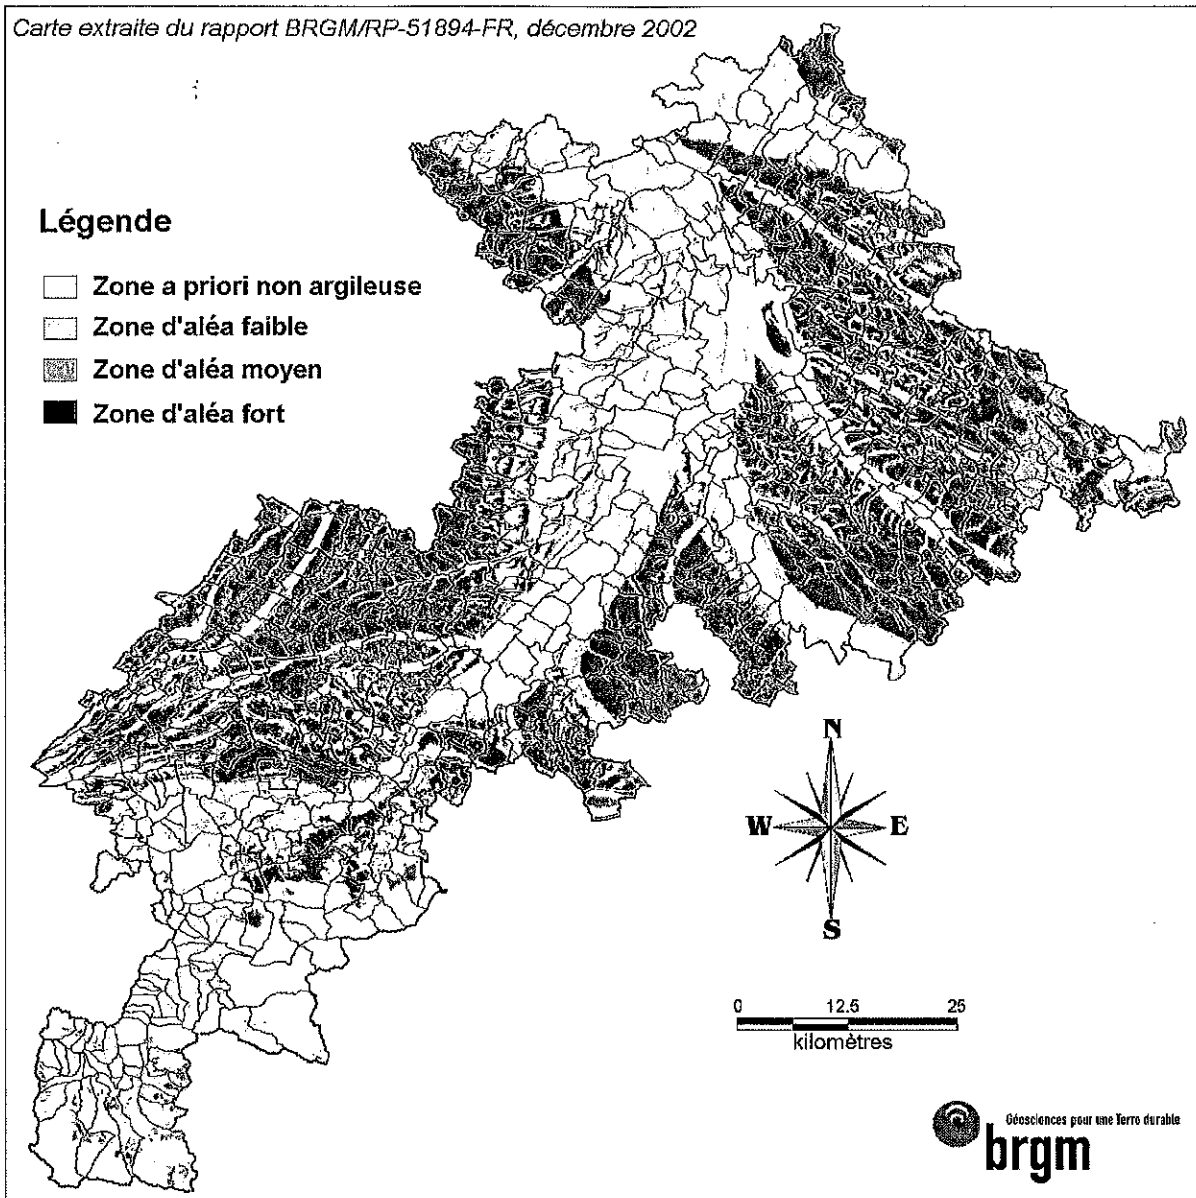 Carte extraite du rapport BRGM/RP-51894-FR, décembre 2002
Légende
Zone a priori non argileuse
Zone d'aléa faible
Zone d'aléa moyen
Zone d'aléa fort
N
W E
S
0 12.5 25
kilomètres
Géosciences pour une Terre durable
brgm